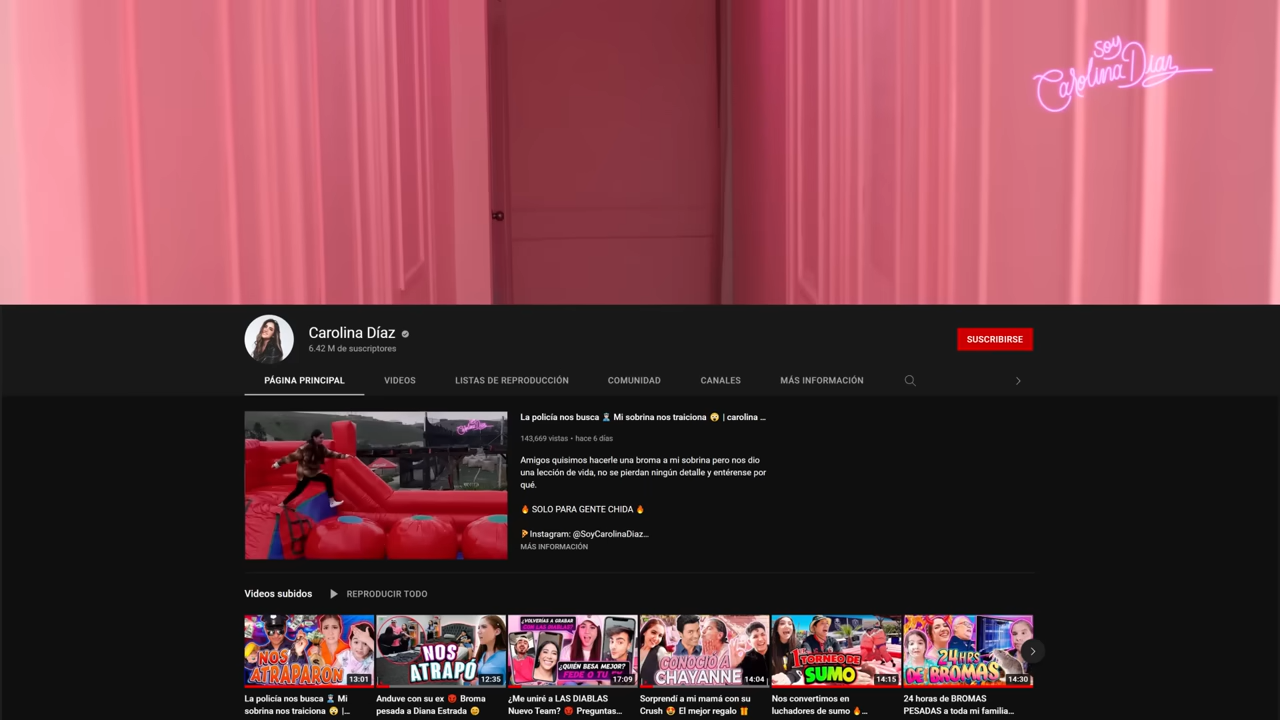 Soy
Carolina Díaz
Carolina Díaz
6.42 M de suscriptores
SUSCRIBIRSE
PÁGINA PRINCIPAL
VIDEOS
LISTAS DE REPRODUCCIÓN
COMUNIDAD
CANALES
MÁS INFORMACIÓN
La policía nos busca 👮🏻‍♂️ Mi sobrina nos traiciona 😨 | carolina ...
143,669 vistas • hace 6 días
Amigos quisimos hacerle una broma a mi sobrina pero nos dio
una lección de vida, no se pierdan ningún detalle y entérense por
qué.
🔥 SOLO PARA GENTE CHIDA 🔥
Instagram: @SoyCarolinaDiaz...
MÁS INFORMACIÓN
Videos subidos
REPRODUCIR TODO
NOS
ATRAPARON
13:01
NOS
ATRAPÓ
12:35
¿VOLVERÍAS A GRABAR
CON LAS DIABLAS?
¿QUIÉN BESA MEJOR?
FEDE O TU
17:09
CONOCIÓ A
CHAYANNE
14:04
1ER TORNEO DE
SUMO
14:15
24HRS
DE BROMAS
14:30
La policía nos busca 👮🏻‍♂️ Mi
sobrina nos traiciona 😨 |...
Anduve con su ex 😡 Broma
pesada a Diana Estrada 😊
¿Me uniré a LAS DIABLAS
Nuevo Team? 😡 Preguntas...
Sorprendí a mi mamá con su
Crush 😍 El mejor regalo 🎁
Nos convertimos en
luchadores de sumo 🔥...
24 horas de BROMAS
PESADAS a toda mi familia...